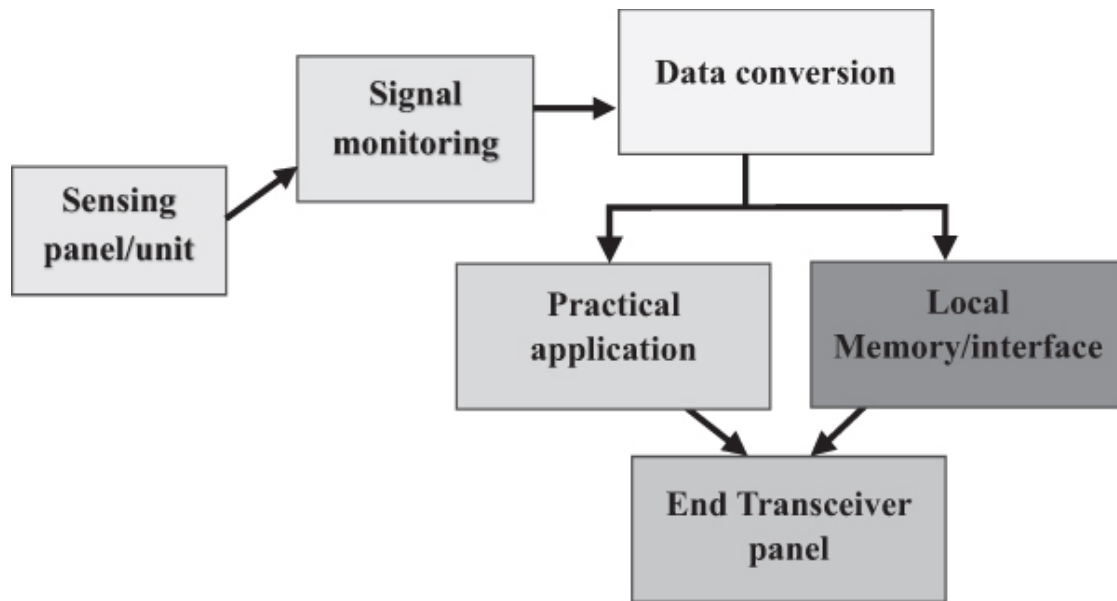 Sensing
panel/unit
Signal
monitoring
Data conversion
Practical
application
Local
Memory/interface
End Transceiver
panel